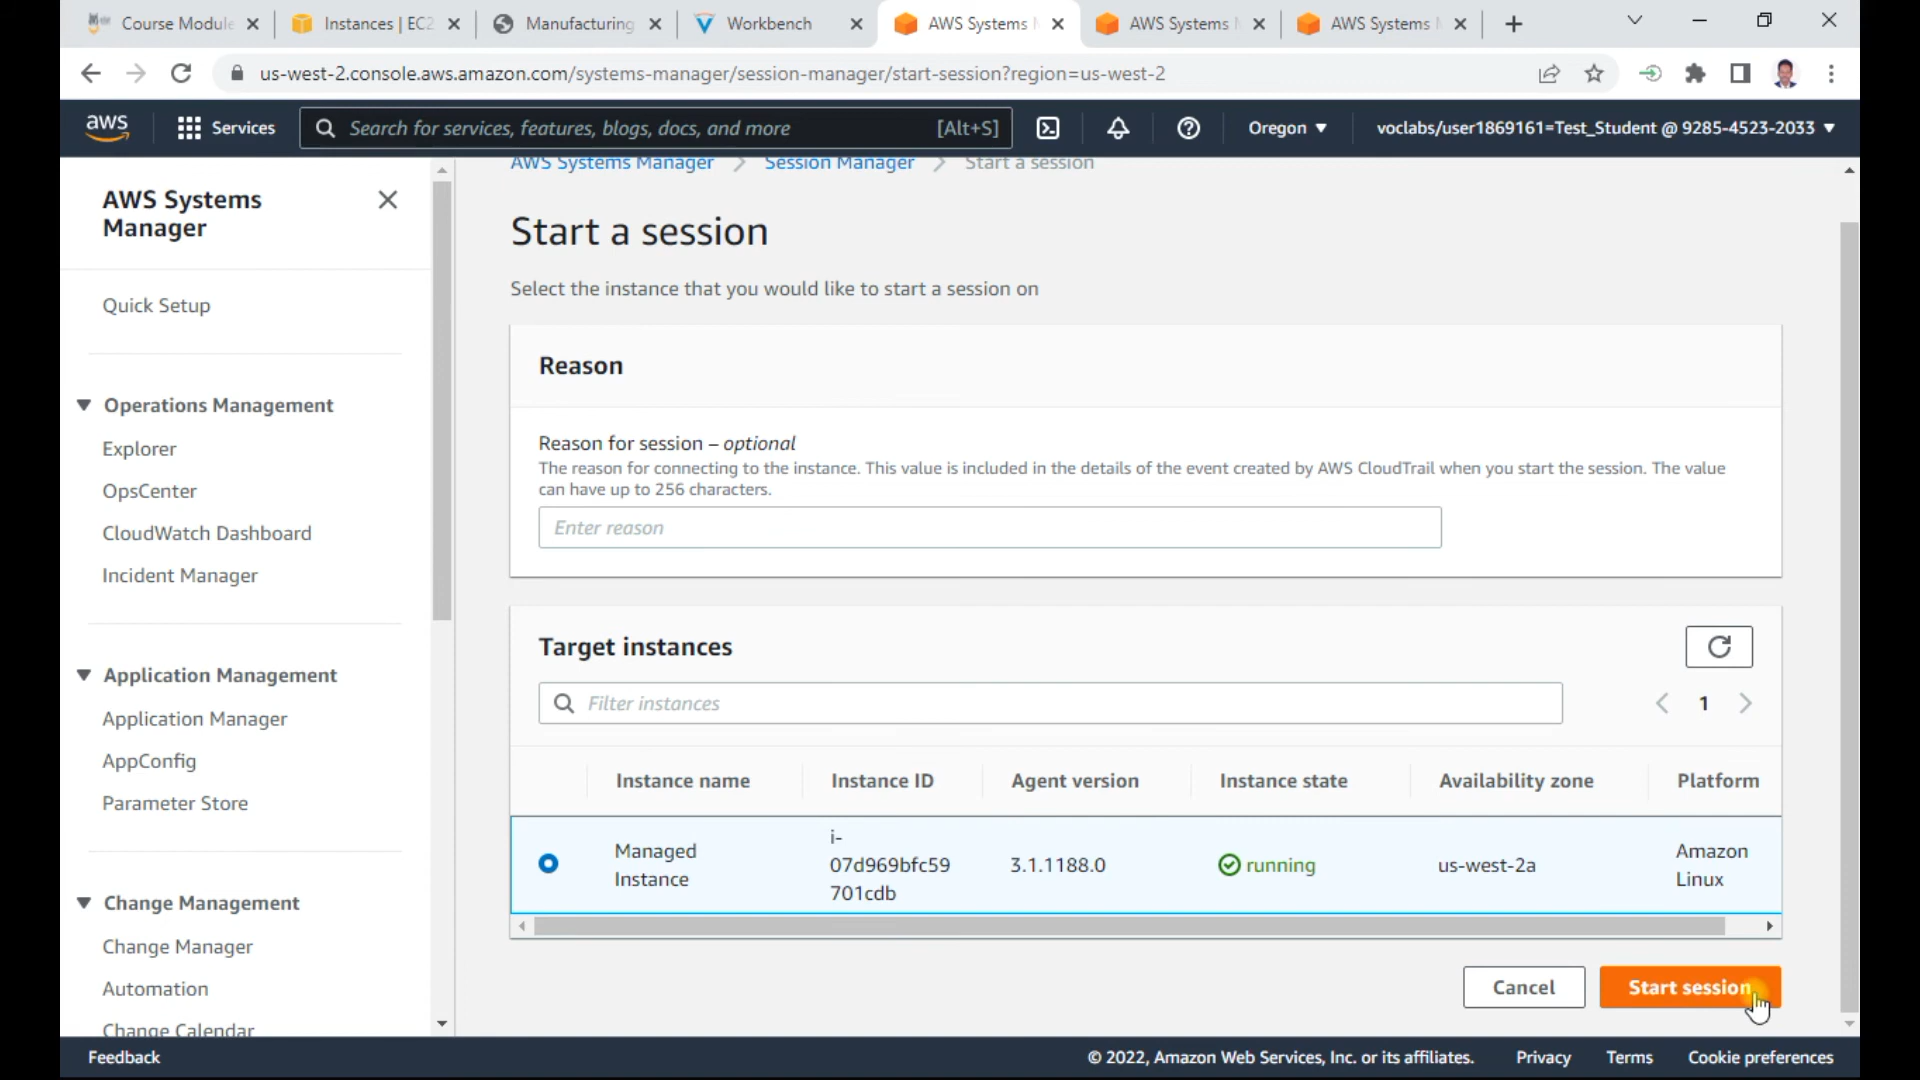 Course Module
Instances | EC2
Manufacturing
Workbench
AWS Systems M
AWS Systems M
AWS Systems M
us-west-2.console.aws.amazon.com/systems-manager/session-manager/start-session?region=us-west-2
aws
Services
Search for services, features, blogs, docs, and more
[Alt+S]
Oregon
voclabs/user1869161=Test_Student @ 9285-4523-2033
AWS Systems Manager
Quick Setup
Operations Management
Explorer
OpsCenter
CloudWatch Dashboard
Incident Manager
Application Management
Application Manager
AppConfig
Parameter Store
Change Management
Change Manager
Automation
Change Calendar
AWS Systems Manager > Session Manager > Start a session
Start a session
Select the instance that you would like to start a session on
Reason
Reason for session – optional
The reason for connecting to the instance. This value is included in the details of the event created by AWS CloudTrail when you start the session. The value
can have up to 256 characters.
Enter reason
Target instances
Filter instances
1
Instance name
Instance ID
Agent version
Instance state
Availability zone
Platform
Managed
Instance
i-
07d969bfc59
701cdb
3.1.1188.0
running
us-west-2a
Amazon
Linux
Cancel
Start session
Feedback
© 2022, Amazon Web Services, Inc. or its affiliates.
Privacy
Terms
Cookie preferences